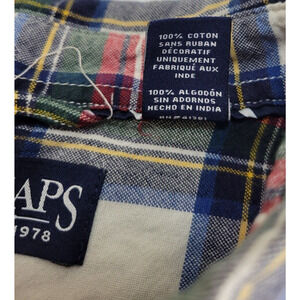 100% COTON
SANS RUBAN
DÉCORATIF
UNIQUEMENT
FABRIQUÉ AUX
INDE
100% ALGODÓN
SIN ADORNOS
HECHO EN INDIA
APS
1978